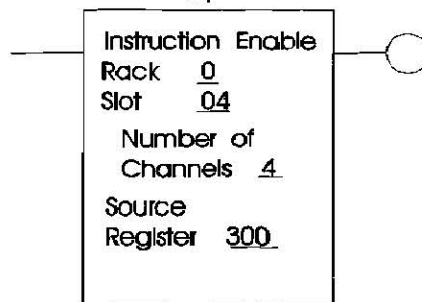 Instruction Enable
Rack 0
Slot 04
Number of
Channels 4
Source
Register 300